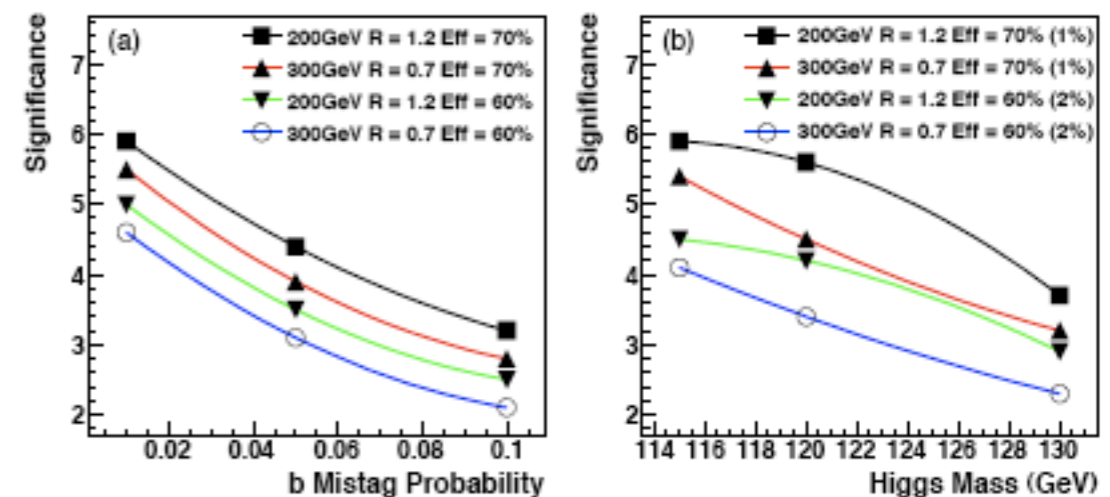 (a)
200GeV R = 1.2 Eff = 70%
300GeV R = 0.7 Eff = 70%
200GeV R = 1.2 Eff = 60%
300GeV R = 0.7 Eff = 60%
Significance
7
6
5
4
3
2
0.02 0.04 0.06 0.08 0.1
b Mistag Probability
(b)
200GeV R = 1.2 Eff = 70% (1%)
300GeV R = 0.7 Eff = 70% (1%)
200GeV R = 1.2 Eff = 60% (2%)
300GeV R = 0.7 Eff = 60% (2%)
Significance
7
6
5
4
3
2
114 116 118 120 122 124 126 128 130
Higgs Mass (GeV)